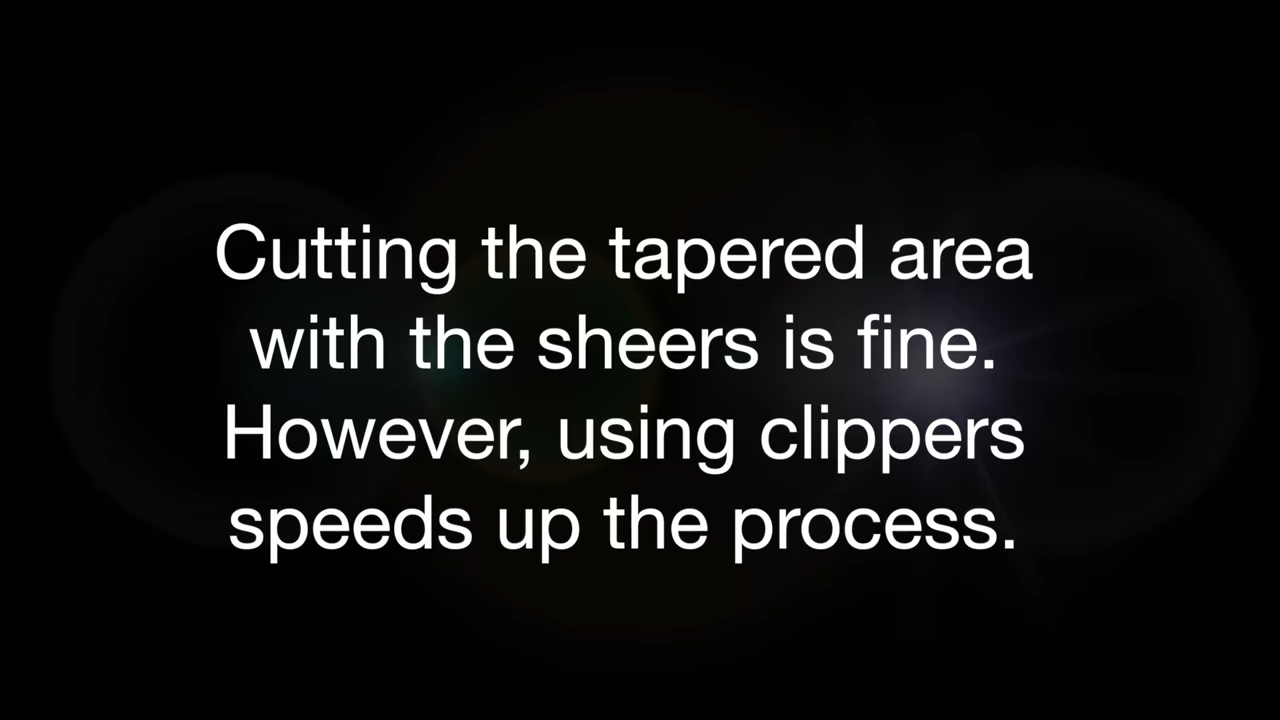 Cutting the tapered area
with the sheers is fine.
However, using clippers
speeds up the process.